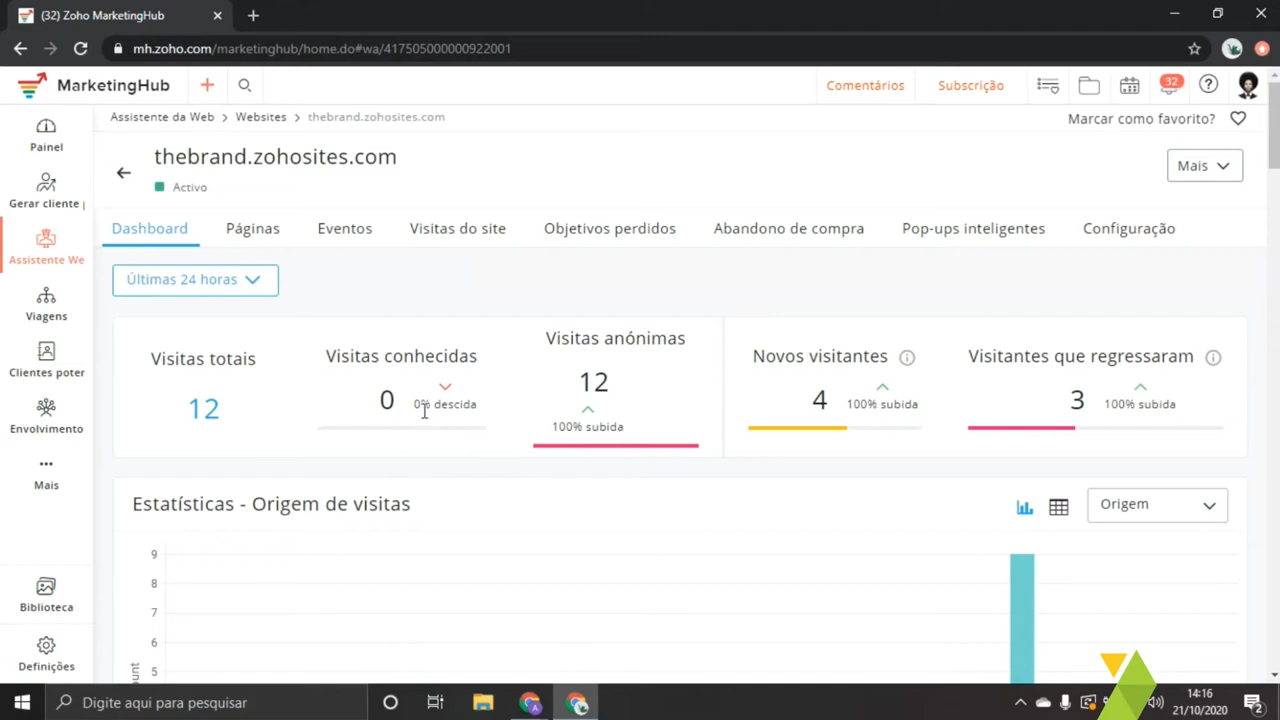 (32) Zoho MarketingHub
mh.zoho.com/marketinghub/home.do#wa/417505000000922001
MarketingHub
Comentários
Subscrição
32
Assistente da Web > Websites > thebrand.zohosites.com
Marcar como favorito?
thebrand.zohosites.com
Activo
Mais
Painel
Gerar cliente
Assistente We
Viagens
Clientes poter
Envolvimento
Mais
Biblioteca
Definições
Dashboard
Páginas
Eventos
Visitas do site
Objetivos perdidos
Abandono de compra
Pop-ups inteligentes
Configuração
Últimas 24 horas
Visitas totais
12
Visitas conhecidas
0
0% descida
Visitas anónimas
12
100% subida
Novos visitantes
4
100% subida
Visitantes que regressaram
3
100% subida
Estatísticas - Origem de visitas
Origem
9
8
7
6
5
Digite aqui para pesquisar
14:16
21/10/2020
2